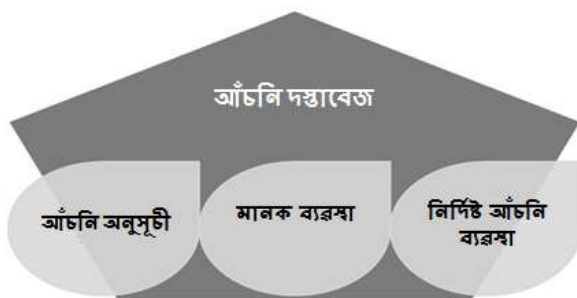 আঁচনি দস্তাবেজ
আঁচনি অনুসূচী
মানক ব্যৱস্থা
নিৰ্দিষ্ট আঁচনি
ব্যৱস্থা